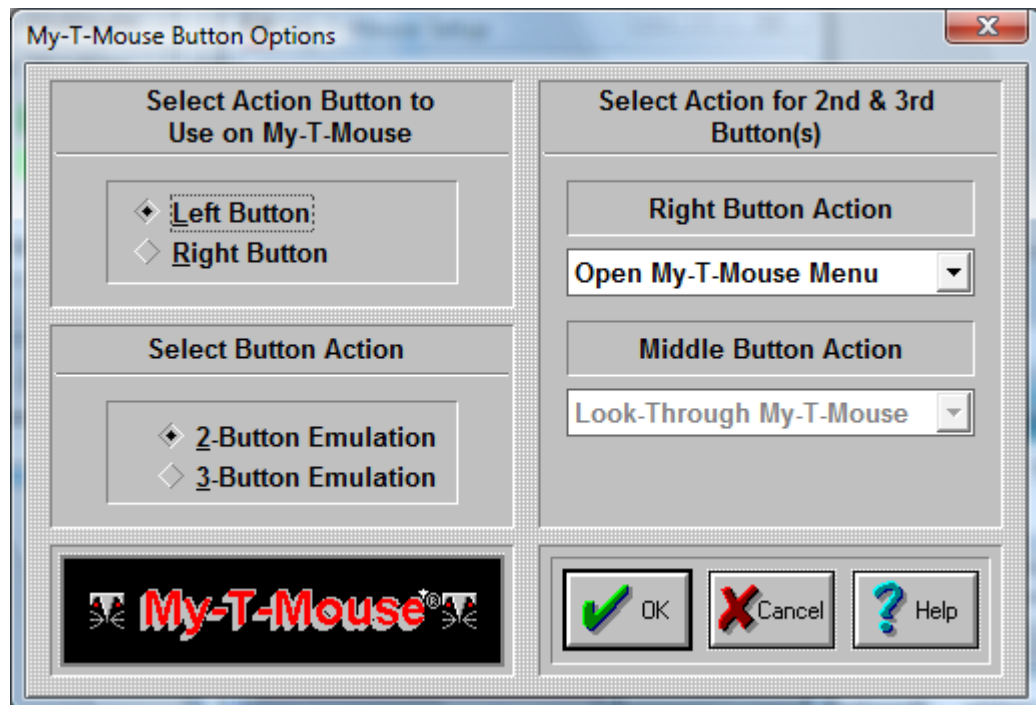 My-T-Mouse Button Options
Select Action Button to
Use on My-T-Mouse
Left Button
Right Button
Select Button Action
2-Button Emulation
3-Button Emulation
Select Action for 2nd & 3rd
Button(s)
Right Button Action
Open My-T-Mouse Menu
Middle Button Action
Look-Through My-T-Mouse
My-T-Mouse®
OK
Cancel
Help